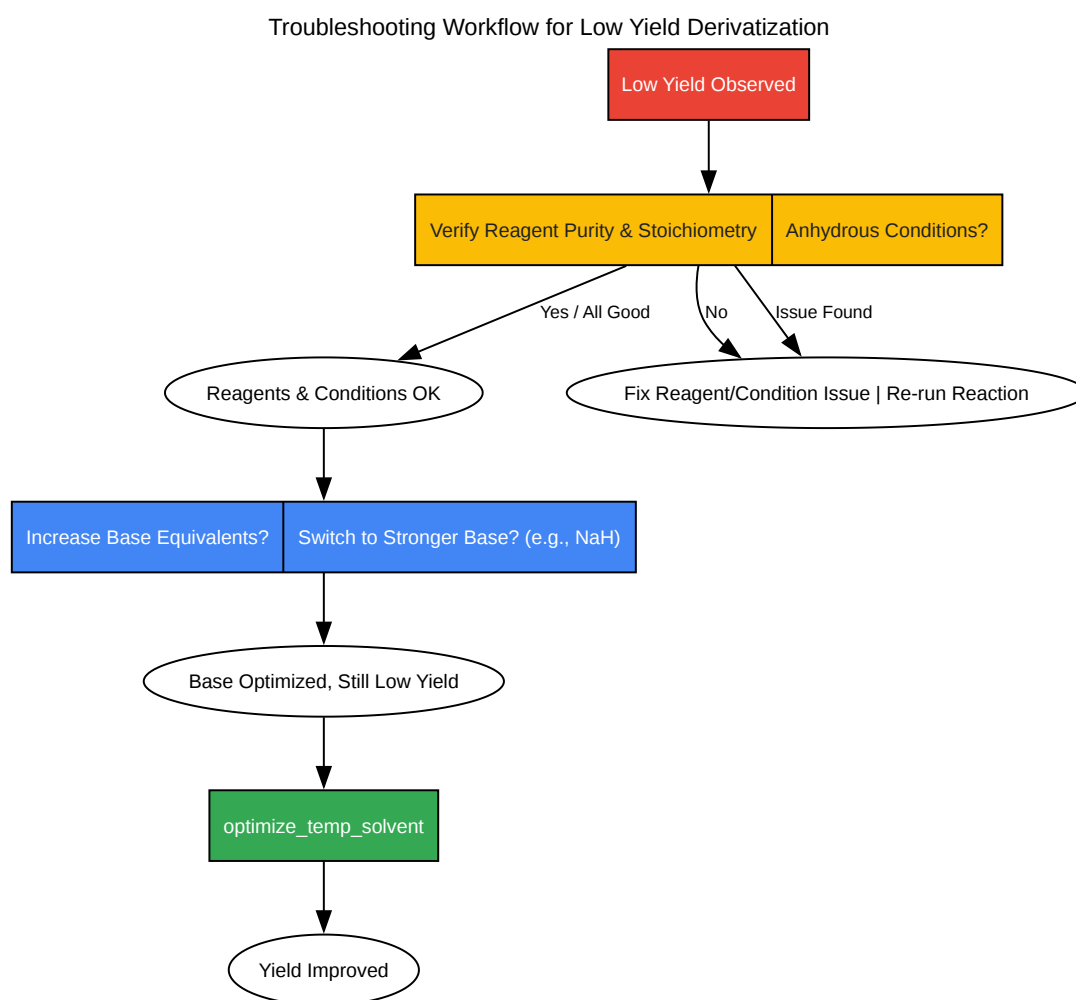 Troubleshooting Workflow for Low Yield Derivatization
Low Yield Observed
Verify Reagent Purity & Stoichiometry
Anhydrous Conditions?
Yes / All Good
No
Issue Found
Reagents & Conditions OK
Fix Reagent/Condition Issue | Re-run Reaction
Increase Base Equivalents?
Switch to Stronger Base? (e.g., NaH)
Base Optimized, Still Low Yield
optimize_temp_solvent
Yield Improved